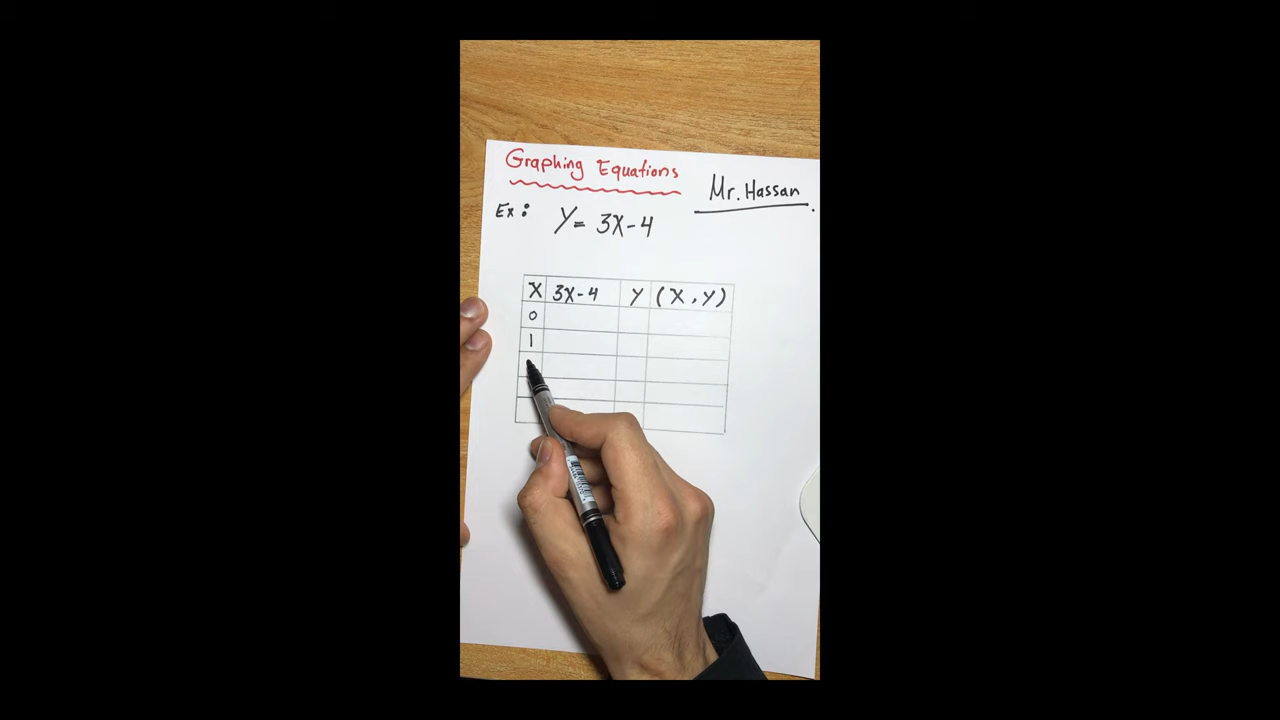 Graphing Equations
Mr. Hassan
Ex: Y = 3X - 4
X 3X - 4 Y (X, Y)
0
1